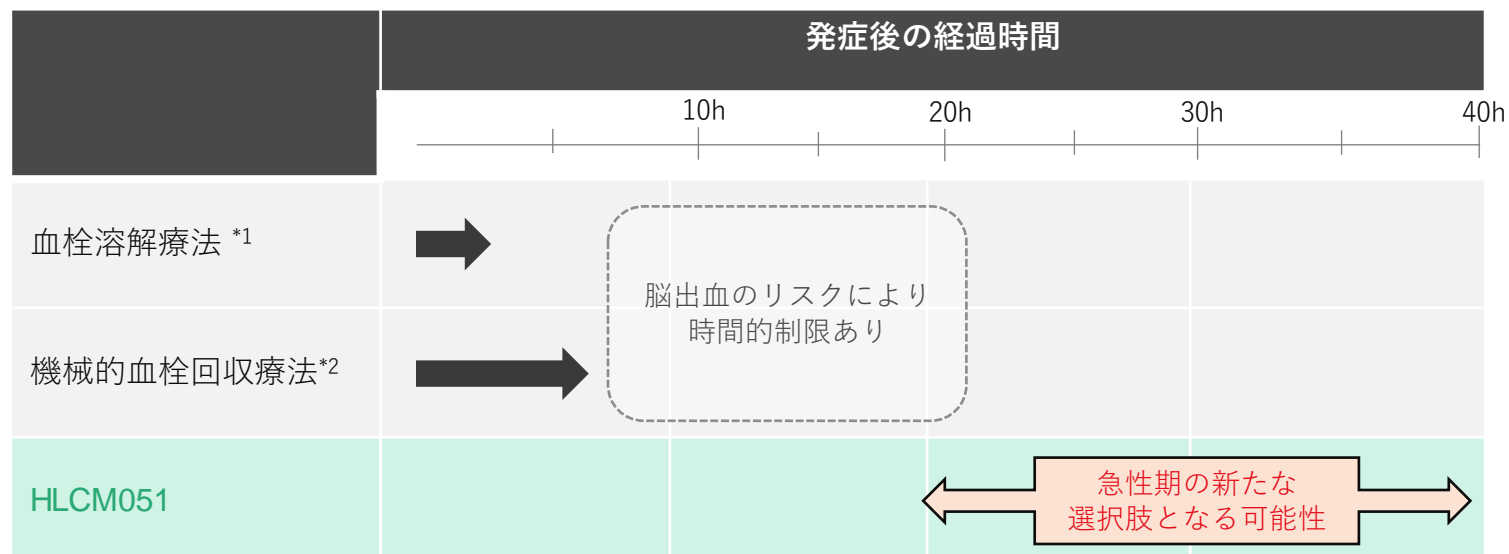 発症後の経過時間
10h 20h 30h 40h
血栓溶解療法 *1
脳出血のリスクにより
時間的制限あり
機械的血栓回収療法*2
HLCM051
急性期の新たな
選択肢となる可能性